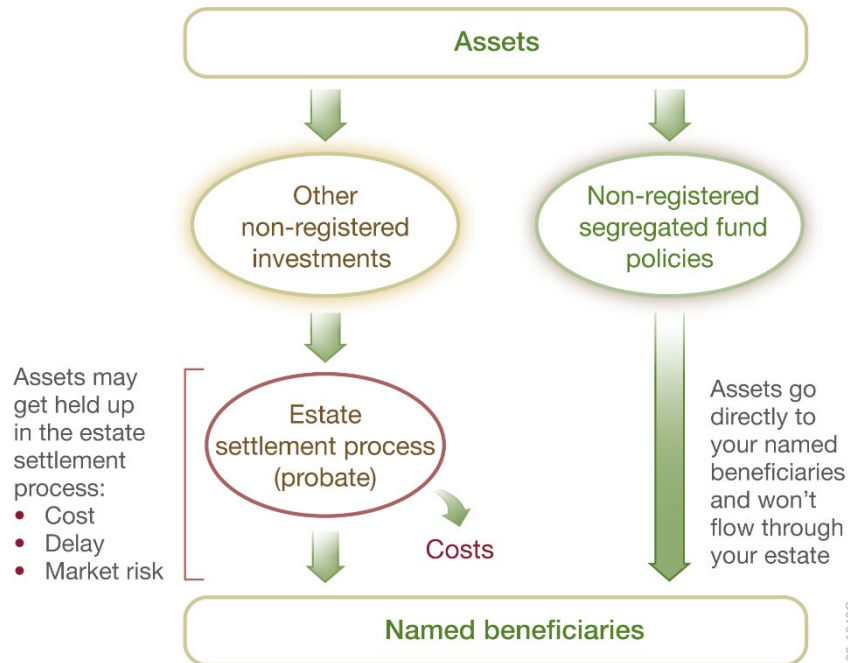 Assets
Other
non-registered
investments
Non-registered
segregated fund
policies
Assets may
get held up
in the estate
settlement
process:
• Cost
• Delay
• Market risk
Estate
settlement process
(probate)
Costs
Assets go
directly to
your named
beneficiaries
and won't
flow through
your estate
Named beneficiaries